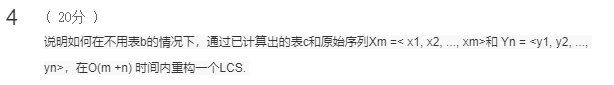 4 ( 20分 )
说明如何在不用表b的情况下，通过已计算出的表c和原始序列Xm =< x1, x2, ..., xm>和 Yn = <y1, y2, ...,
yn>，在O(m +n) 时间内重构一个LCS.